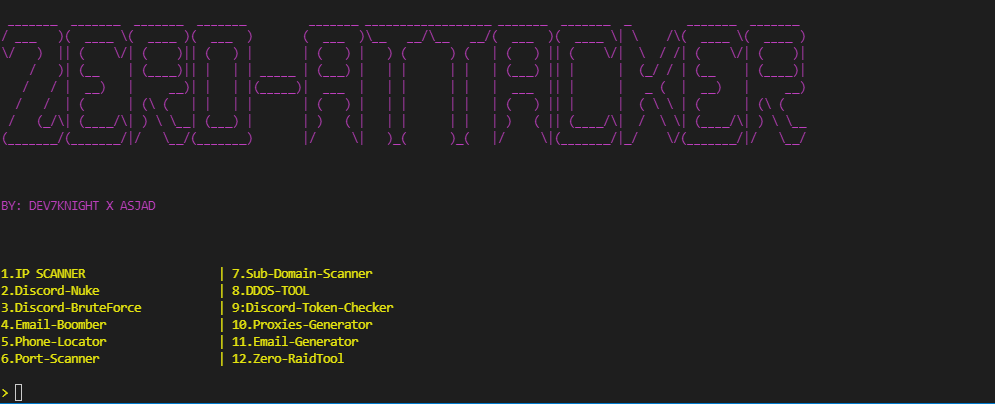 ZERO-ATTACKER
BY: DEV7KNIGHT X ASJAD
1.IP SCANNER | 7.Sub-Domain-Scanner
2.Discord-Nuke | 8.DDOS-TOOL
3.Discord-BruteForce | 9:Discord-Token-Checker
4.Email-Boomber | 10.Proxies-Generator
5.Phone-Locator | 11.Email-Generator
6.Port-Scanner | 12.Zero-RaidTool
>